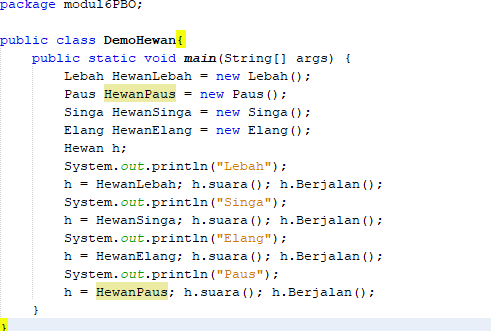 package modul6PBO;
public class DemoHewan{
    public static void main(String[] args) {
        Lebah HewanLebah = new Lebah();
        Paus HewanPaus = new Paus();
        Singa HewanSinga = new Singa();
        Elang HewanElang = new Elang();
        Hewan h;
        System.out.println("Lebah");
        h = HewanLebah; h.suara(); h.Berjalan();
        System.out.println("Singa");
        h = HewanSinga; h.suara(); h.Berjalan();
        System.out.println("Elang");
        h = HewanElang; h.suara(); h.Berjalan();
        System.out.println("Paus");
        h = HewanPaus; h.suara(); h.Berjalan();
    }
}